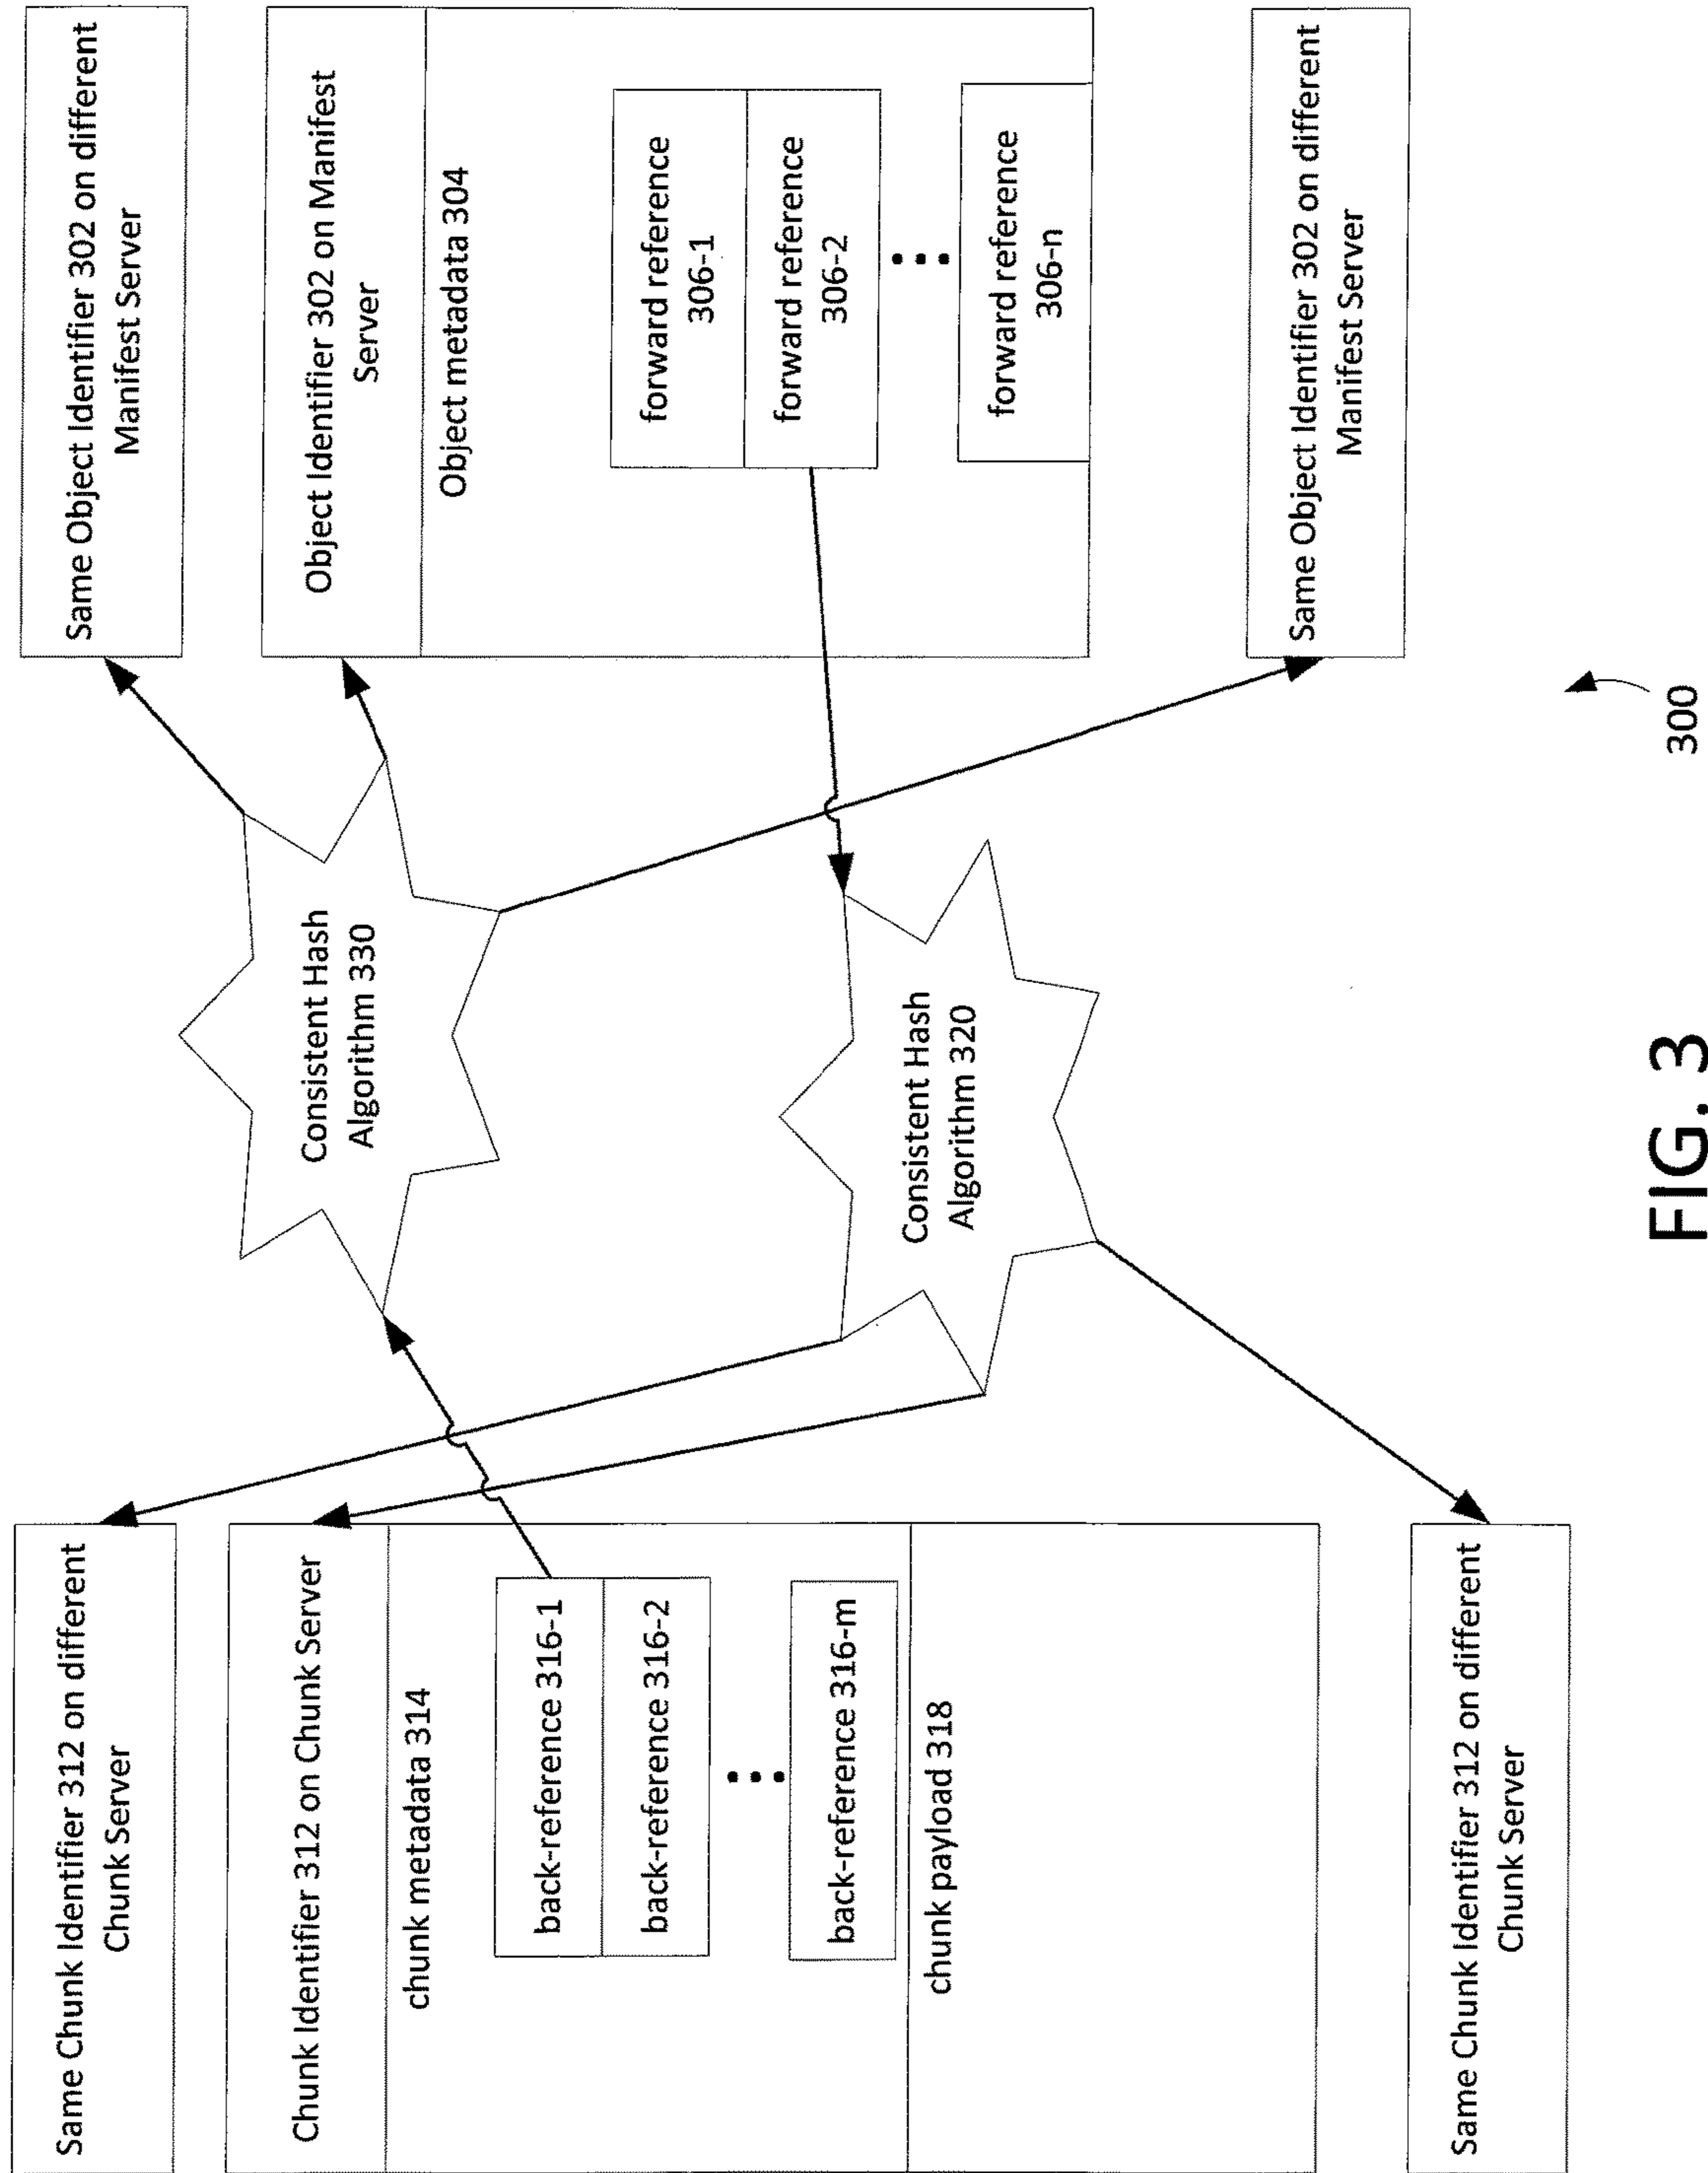 Same Chunk Identifier 312 on different
Chunk Server
Chunk Identifier 312 on Chunk Server
chunk metadata 314
back-reference 316-1
back-reference 316-2
back-reference 316-m
chunk payload 318
Same Chunk Identifier 312 on different
Chunk Server
Consistent Hash
Algorithm 330
Consistent Hash
Algorithm 320
Same Object Identifier 302 on different
Manifest Server
Object Identifier 302 on Manifest
Server
Object metadata 304
forward reference
306-1
forward reference
306-2
forward reference
306-n
Same Object Identifier 302 on different
Manifest Server
300
FIG. 3